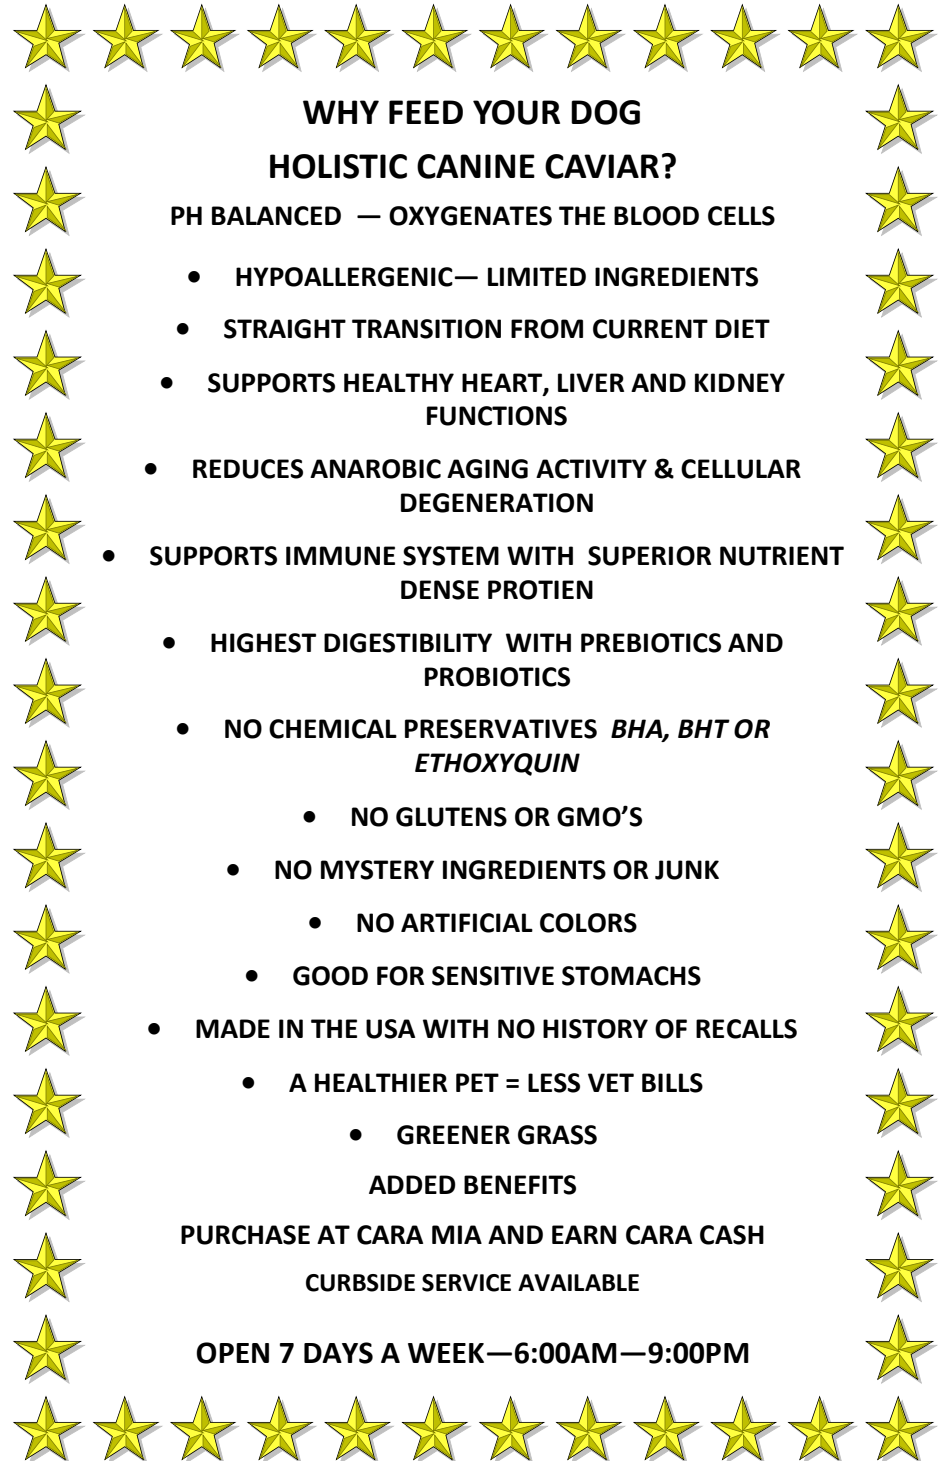 WHY FEED YOUR DOG
HOLISTIC CANINE CAVIAR?
PH BALANCED — OXYGENATES THE BLOOD CELLS
• HYPOALLERGENIC— LIMITED INGREDIENTS
• STRAIGHT TRANSITION FROM CURRENT DIET
• SUPPORTS HEALTHY HEART, LIVER AND KIDNEY
FUNCTIONS
• REDUCES ANAROBIC AGING ACTIVITY & CELLULAR
DEGENERATION
• SUPPORTS IMMUNE SYSTEM WITH SUPERIOR NUTRIENT
DENSE PROTIEN
• HIGHEST DIGESTIBILITY WITH PREBIOTICS AND
PROBIOTICS
• NO CHEMICAL PRESERVATIVES BHA, BHT OR
ETHOXYQUIN
• NO GLUTENS OR GMO’S
• NO MYSTERY INGREDIENTS OR JUNK
• NO ARTIFICIAL COLORS
• GOOD FOR SENSITIVE STOMACHS
• MADE IN THE USA WITH NO HISTORY OF RECALLS
• A HEALTHIER PET = LESS VET BILLS
• GREENER GRASS
ADDED BENEFITS
PURCHASE AT CARA MIA AND EARN CARA CASH
CURBSIDE SERVICE AVAILABLE
OPEN 7 DAYS A WEEK—6:00AM—9:00PM